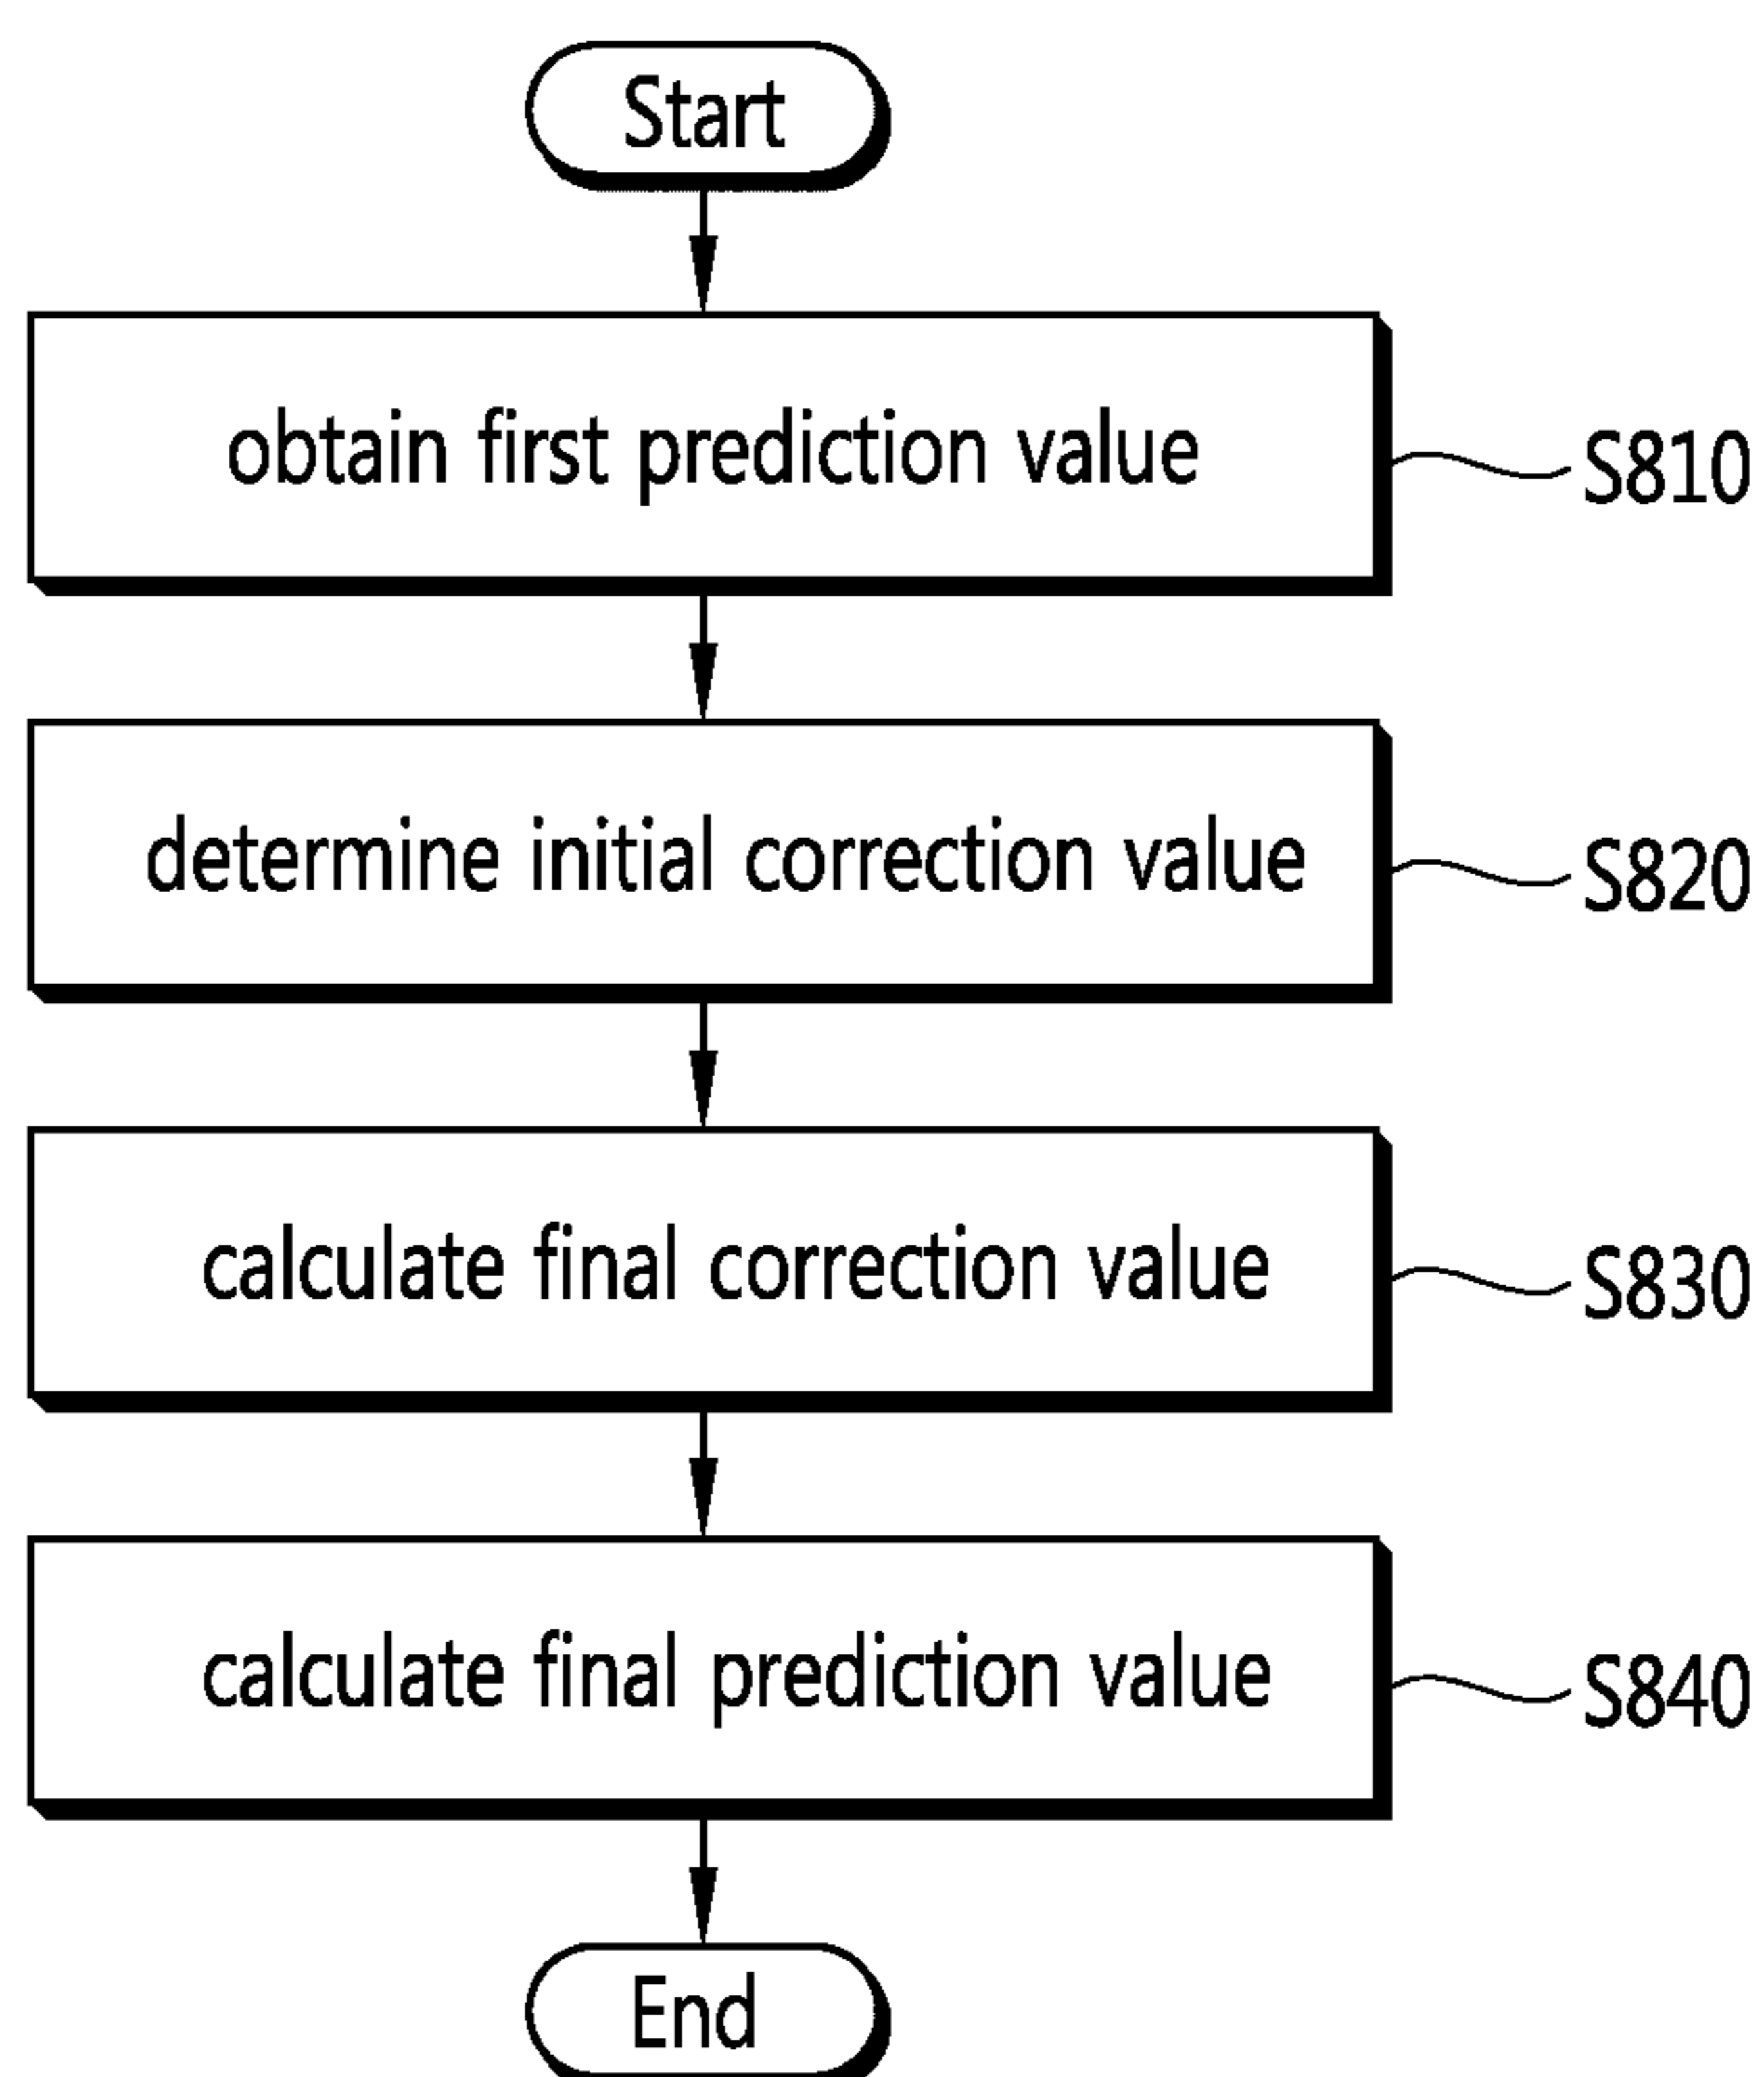 Start
obtain first prediction value
S810
determine initial correction value
S820
calculate final correction value
S830
calculate final prediction value
S840
End